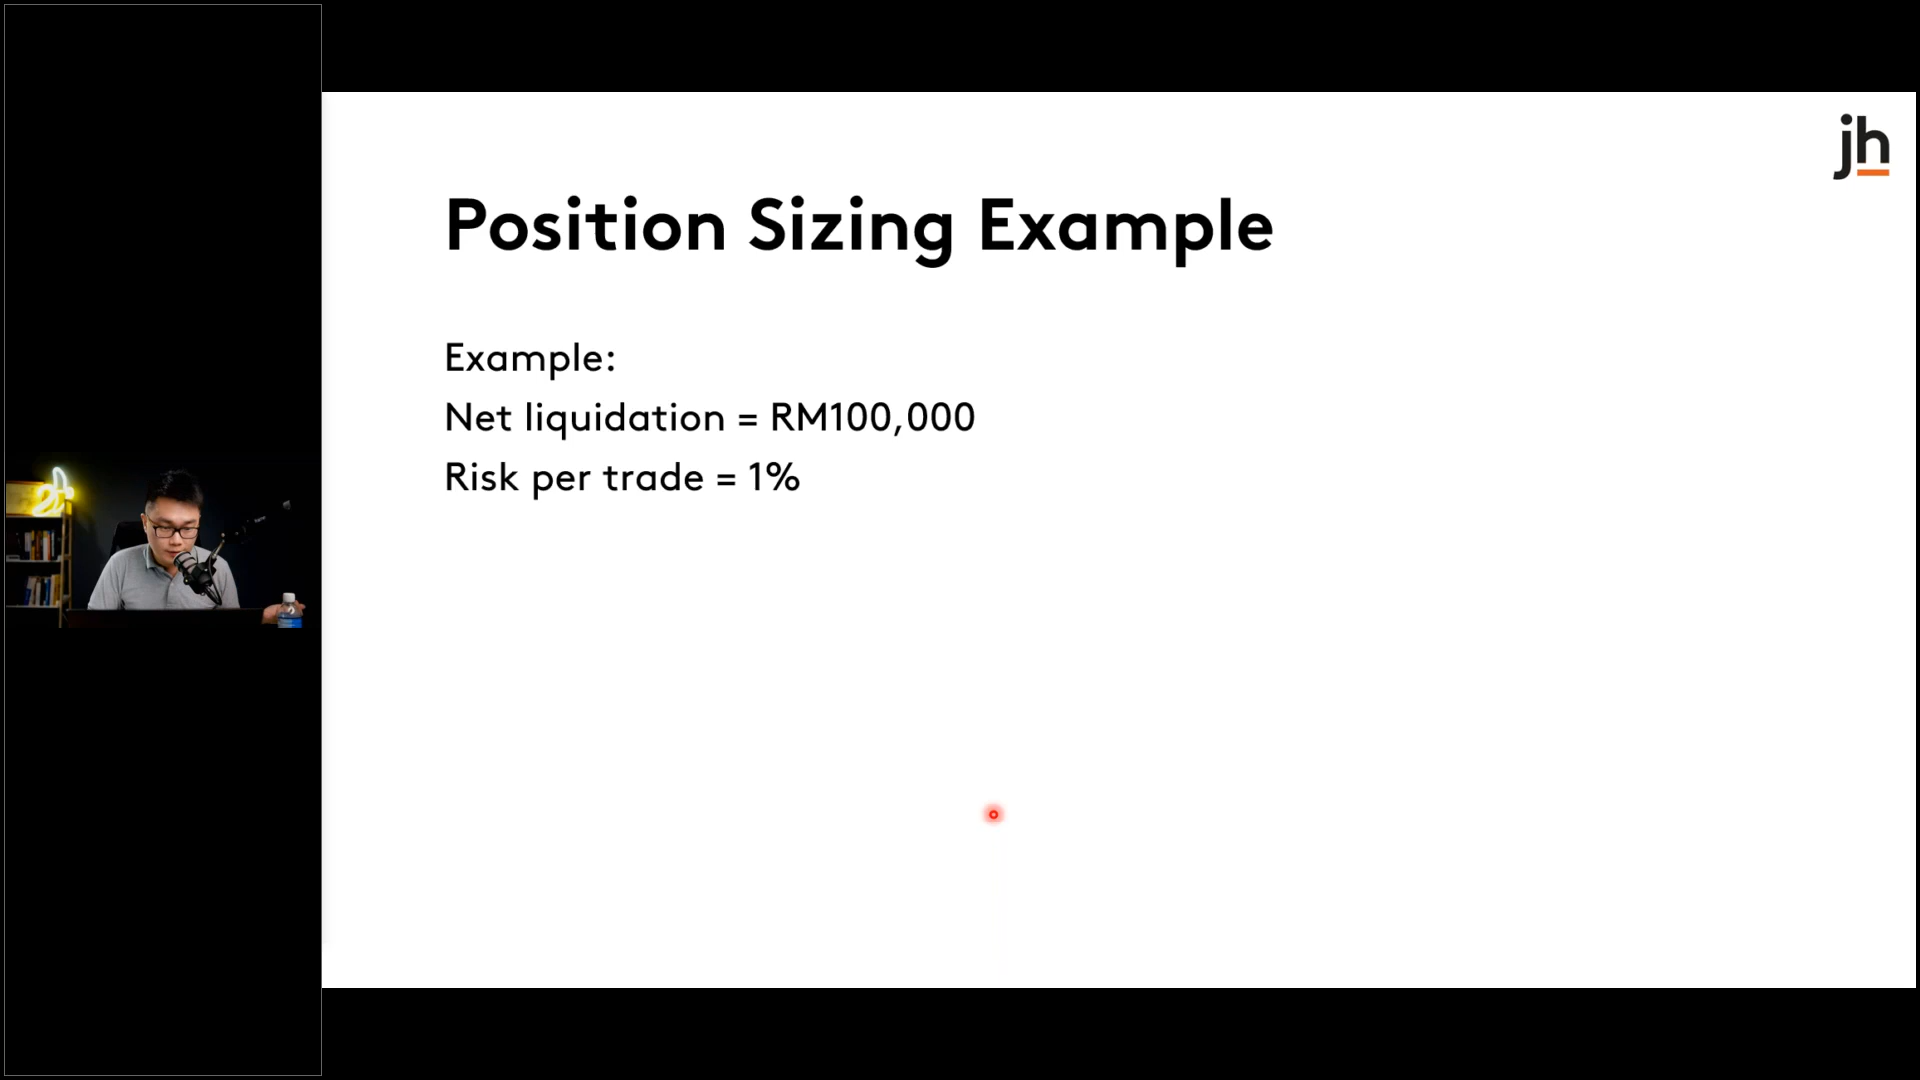 jh
Position Sizing Example
Example:
Net liquidation = RM100,000
Risk per trade = 1%